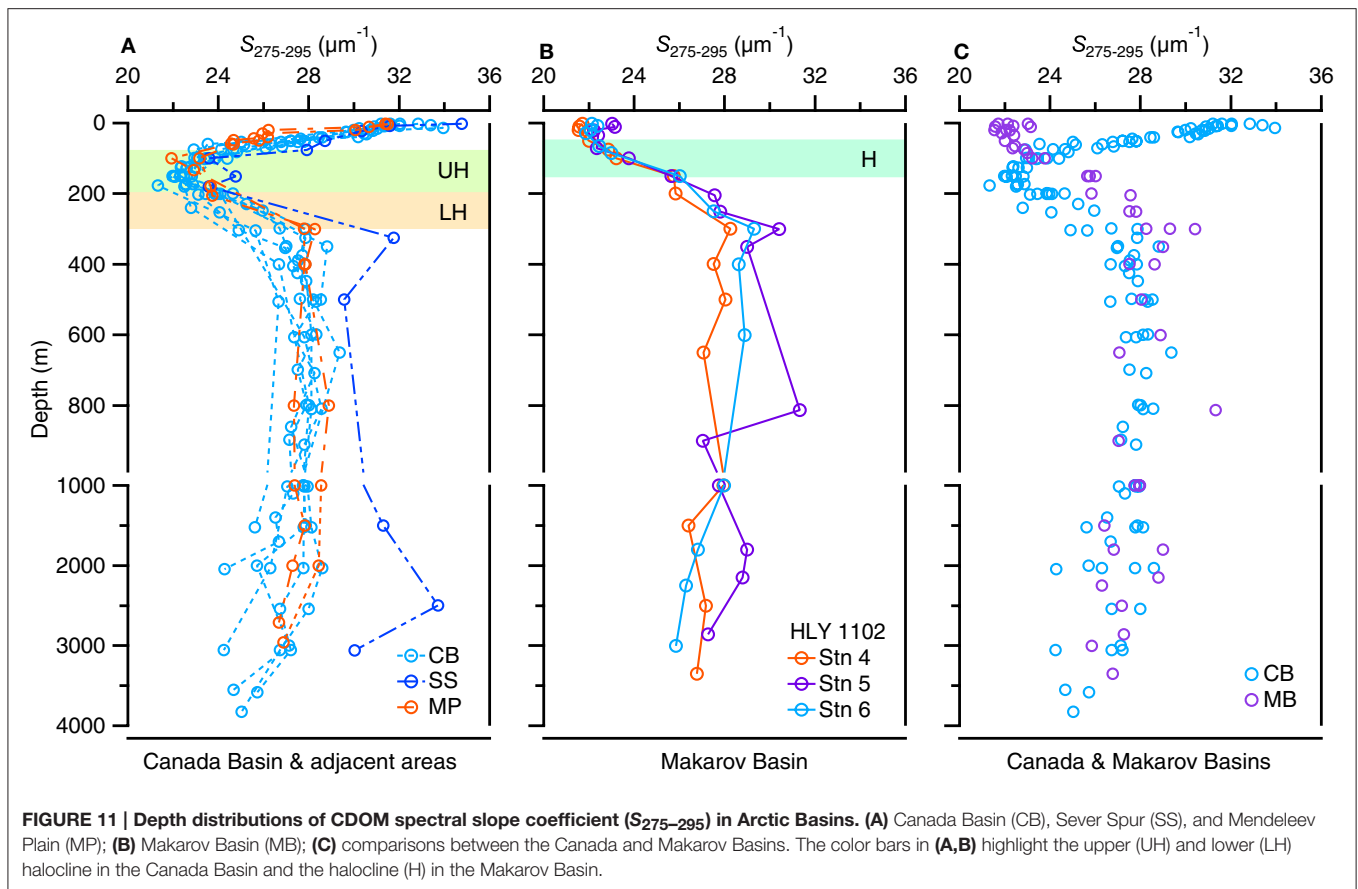 A
S275-295 (µm-1)
20 24 28 32 36
B
S275-295 (µm-1)
20 24 28 32 36
C
S275-295 (µm-1)
20 24 28 32 36
Depth (m)
0
200
400
600
800
1000
2000
3000
4000
UH
LH
CB
SS
MP
H
HLY 1102
Stn 4
Stn 5
Stn 6
CB
MB
Canada Basin & adjacent areas
Makarov Basin
Canada & Makarov Basins
FIGURE 11 | Depth distributions of CDOM spectral slope coefficient (S275–295) in Arctic Basins. (A) Canada Basin (CB), Sever Spur (SS), and Mendeleev
Plain (MP); (B) Makarov Basin (MB); (C) comparisons between the Canada and Makarov Basins. The color bars in (A,B) highlight the upper (UH) and lower (LH)
halocline in the Canada Basin and the halocline (H) in the Makarov Basin.